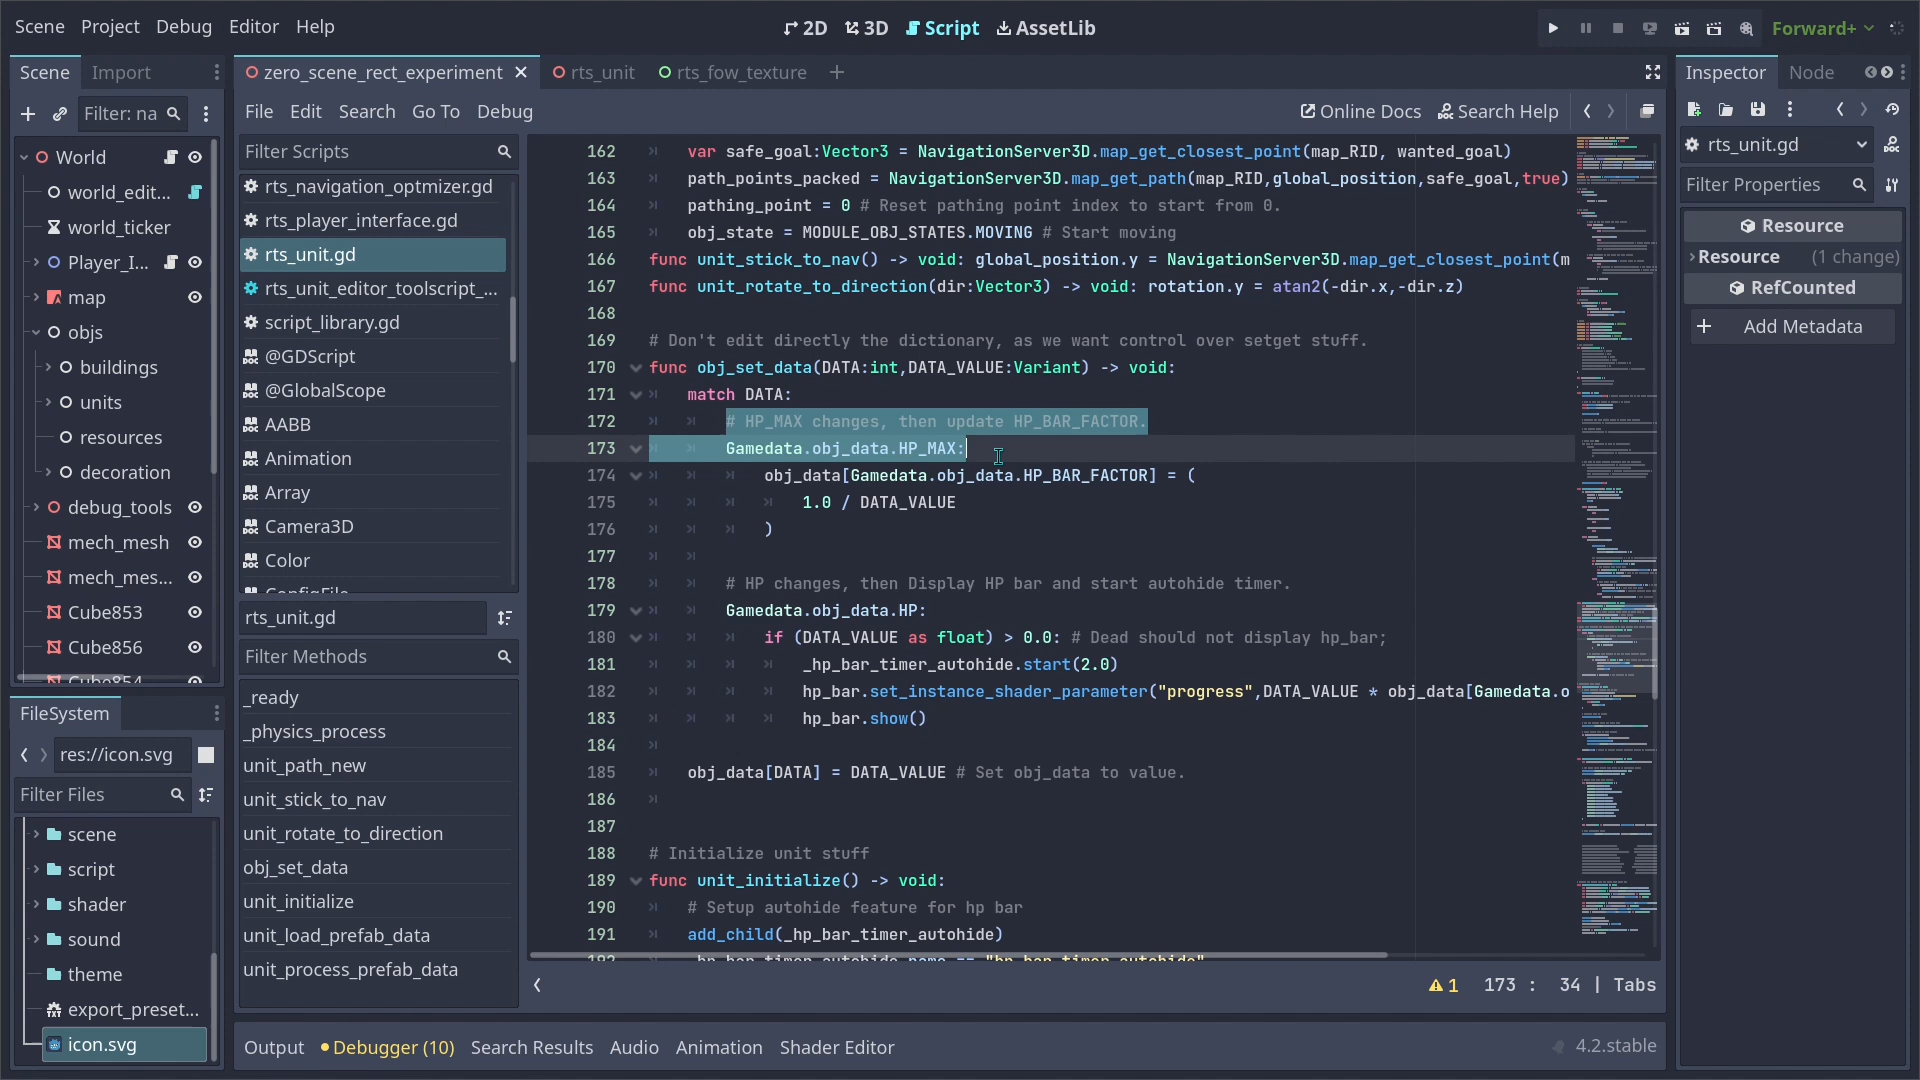 Scene Project Debug Editor Help
2D 3D Script AssetLib
Forward+
Scene Import
Filter: na
World
world_edit...
world_ticker
Player_I...
map
objs
buildings
units
resources
decoration
debug_tools
mech_mesh
mech_mes...
Cube853
Cube856
Cube854
FileSystem
res://icon.svg
Filter Files
scene
script
shader
sound
theme
export_preset...
icon.svg
zero_scene_rect_experiment rts_unit rts_fow_texture
File Edit Search Go To Debug
Online Docs Search Help
Filter Scripts
rts_navigation_optmizer.gd
rts_player_interface.gd
rts_unit.gd
rts_unit_editor_toolscript_...
script_library.gd
@GDScript
@GlobalScope
AABB
Animation
Array
Camera3D
Color
ConfigFile
rts_unit.gd
Filter Methods
_ready
_physics_process
unit_path_new
unit_stick_to_nav
unit_rotate_to_direction
obj_set_data
unit_initialize
unit_load_prefab_data
unit_process_prefab_data
162 var safe_goal:Vector3 = NavigationServer3D.map_get_closest_point(map_RID, wanted_goal)
163 path_points_packed = NavigationServer3D.map_get_path(map_RID,global_position,safe_goal,true)
164 pathing_point = 0 # Reset pathing point index to start from 0.
165 obj_state = MODULE_OBJ_STATES.MOVING # Start moving
166 func unit_stick_to_nav() -> void: global_position.y = NavigationServer3D.map_get_closest_point(m
167 func unit_rotate_to_direction(dir:Vector3) -> void: rotation.y = atan2(-dir.x,-dir.z)
168
169 # Don't edit directly the dictionary, as we want control over setget stuff.
170 func obj_set_data(DATA:int,DATA_VALUE:Variant) -> void:
171 match DATA:
172 # HP_MAX changes, then update HP_BAR_FACTOR.
173 Gamedata.obj_data.HP_MAX:
174 obj_data[Gamedata.obj_data.HP_BAR_FACTOR] = (
175 1.0 / DATA_VALUE
176 )
177
178 # HP changes, then Display HP bar and start autohide timer.
179 Gamedata.obj_data.HP:
180 if (DATA_VALUE as float) > 0.0: # Dead should not display hp_bar;
181 _hp_bar_timer_autohide.start(2.0)
182 hp_bar.set_instance_shader_parameter("progress",DATA_VALUE * obj_data[Gamedata.o
183 hp_bar.show()
184
185 obj_data[DATA] = DATA_VALUE # Set obj_data to value.
186
187
188 # Initialize unit stuff
189 func unit_initialize() -> void:
190 # Setup autohide feature for hp bar
191 add_child(_hp_bar_timer_autohide)
192 _hp_bar_timer_autohide.name == "hp_bar_timer_autohide"
1 173 : 34 | Tabs
Output Debugger (10) Search Results Audio Animation Shader Editor
4.2.stable
Inspector Node
rts_unit.gd
Filter Properties
Resource
Resource (1 change)
RefCounted
Add Metadata